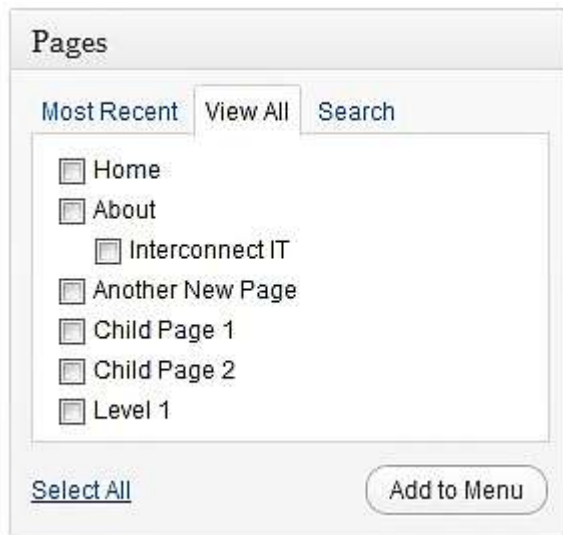 Pages
Most Recent View All Search
Home
About
Interconnect IT
Another New Page
Child Page 1
Child Page 2
Level 1
Select All Add to Menu